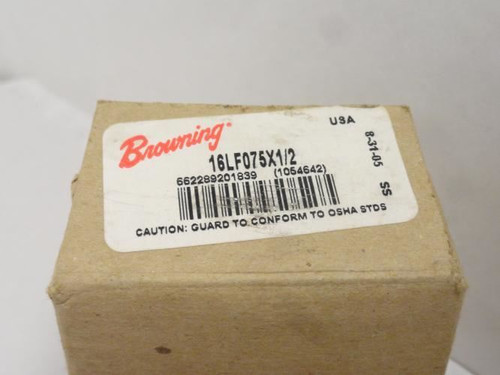 Browning
USA
16LF075X1/2
662289201839 (1054642)
8-31-05 SS
CAUTION: GUARD TO CONFORM TO OSHA STDS